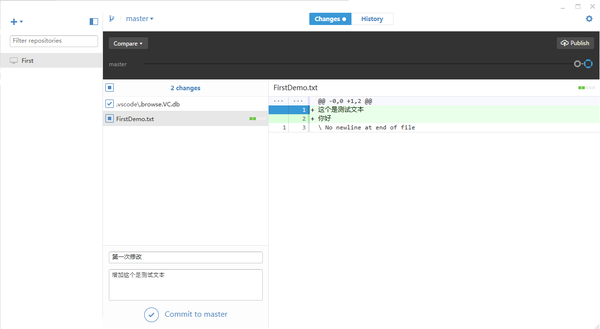 master
Changes
History
Filter repositories
First
Compare
Publish
master
2 changes
FirstDemo.txt
.vscode\browse.VC.db
FirstDemo.txt
@@ -0,0 +1,2 @@
1 + 这个是测试文本
2 + 你好
1 3 \ No newline at end of file
第一次修改
增加这个是测试文本
Commit to master